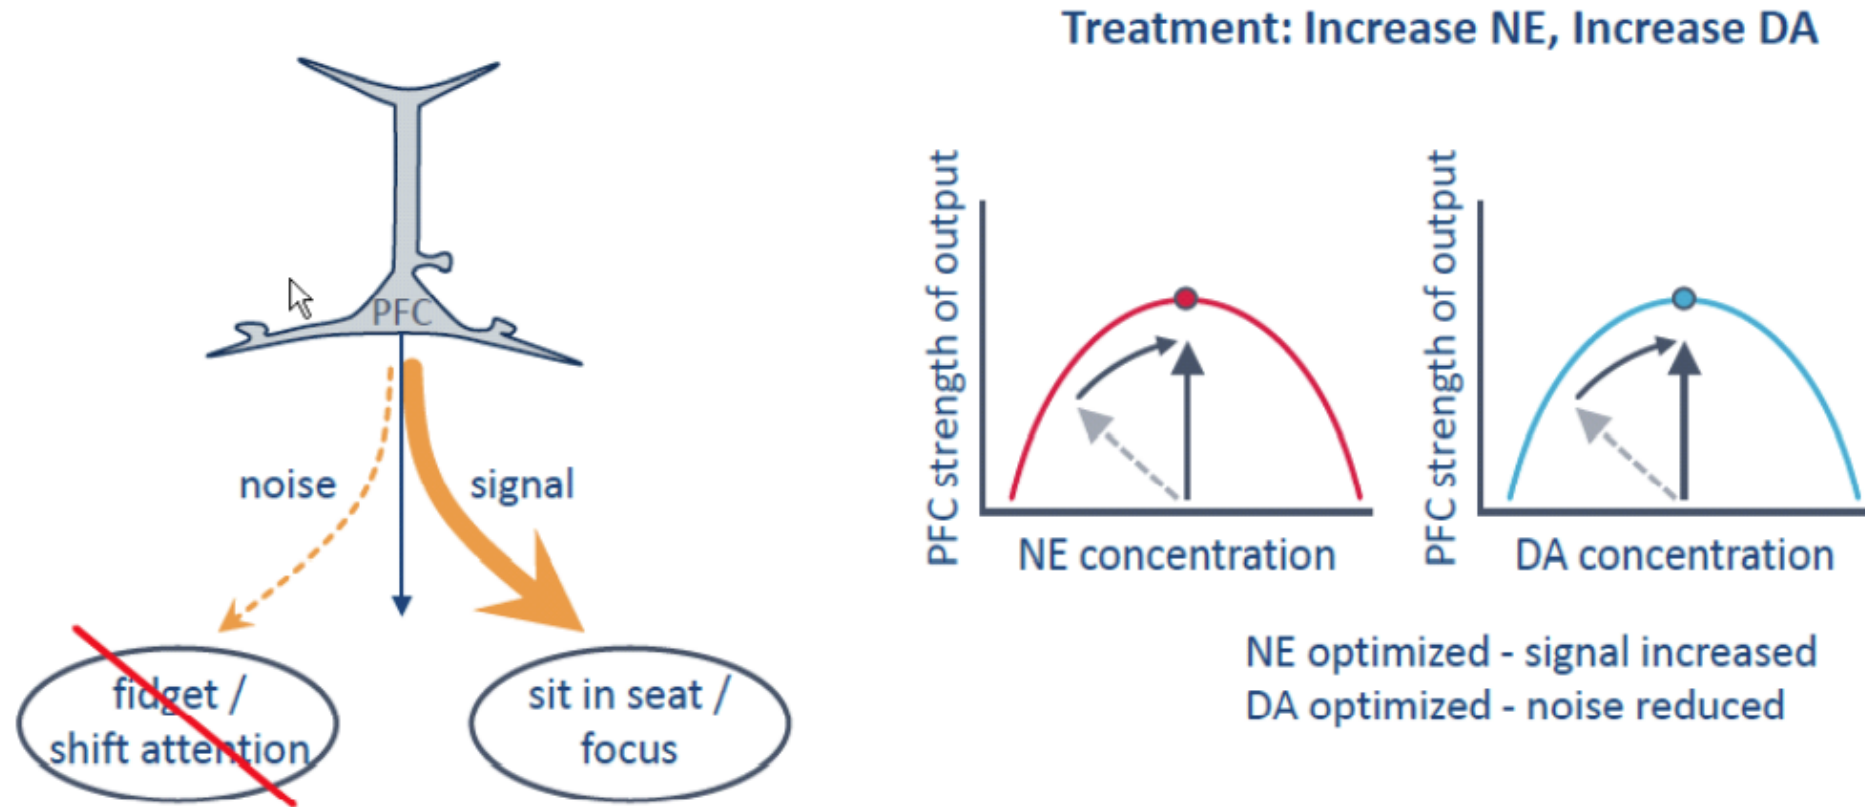 Treatment: Increase NE, Increase DA
PFC
noise
signal
fidget /
shift attention
sit in seat /
focus
PFC strength of output
NE concentration
PFC strength of output
DA concentration
NE optimized - signal increased
DA optimized - noise reduced